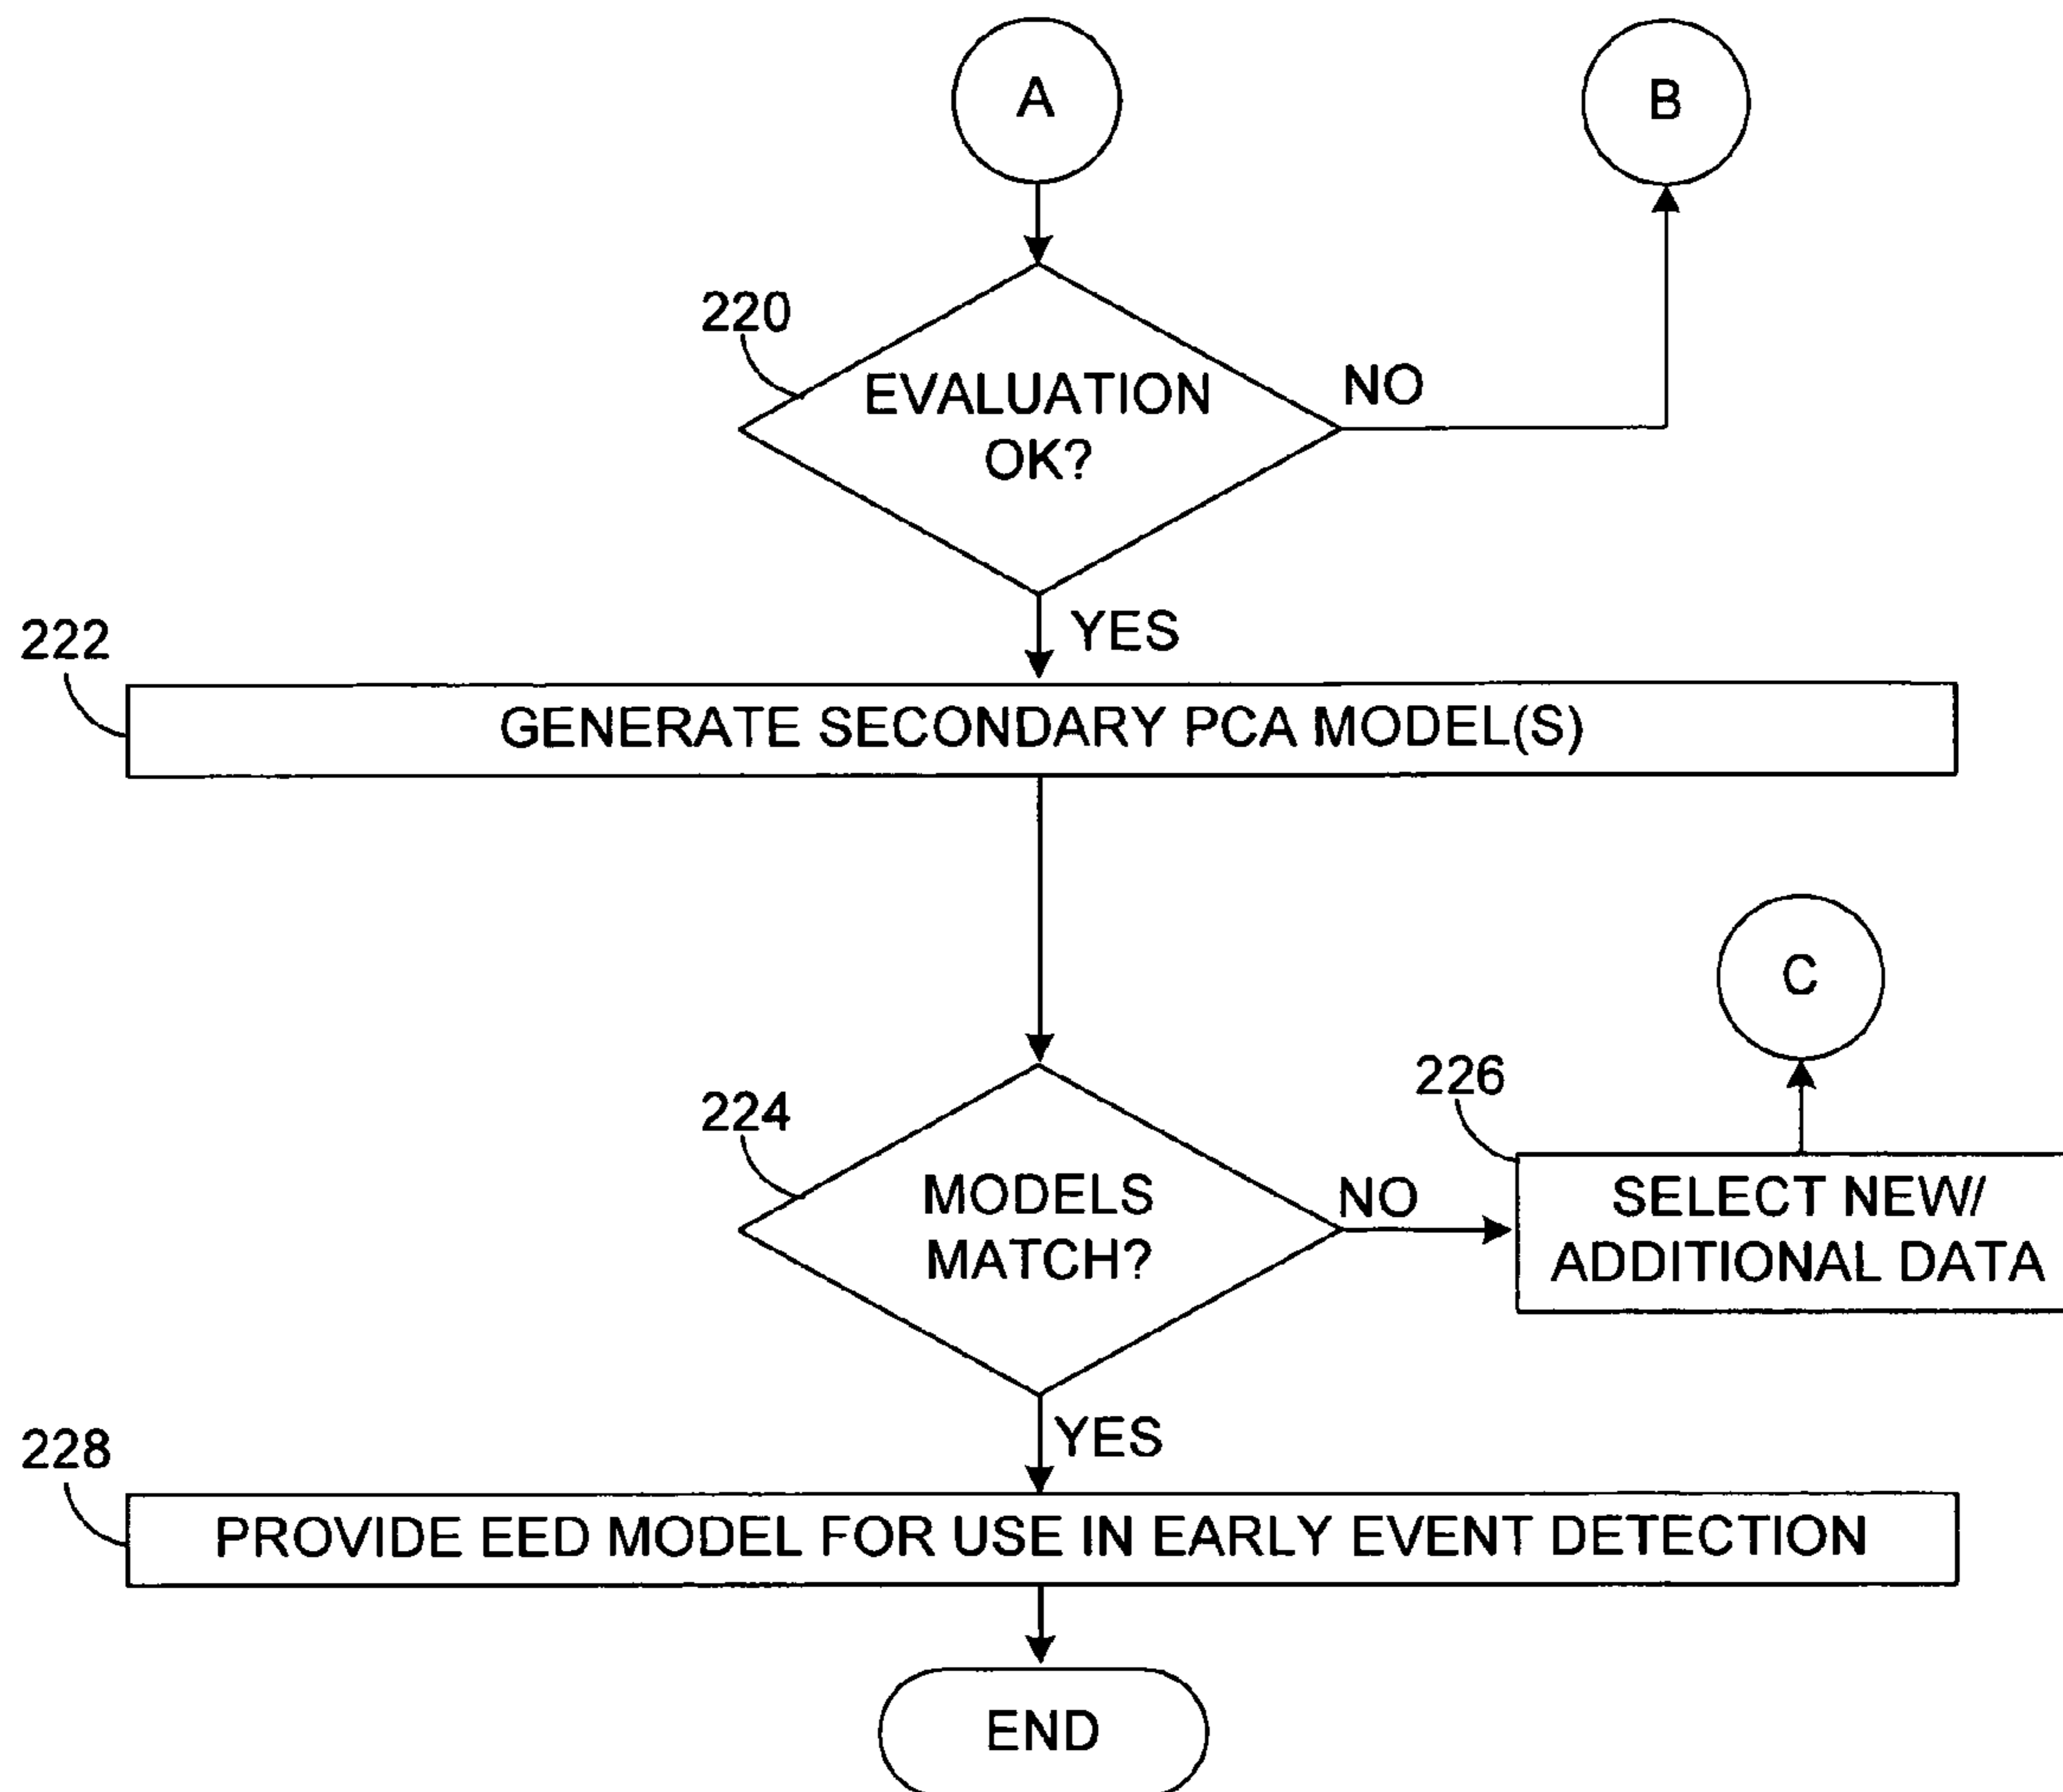 A
B
220
EVALUATION
OK?
NO
YES
222
GENERATE SECONDARY PCA MODEL(S)
C
224
MODELS
MATCH?
NO
226
SELECT NEW/
ADDITIONAL DATA
YES
228
PROVIDE EED MODEL FOR USE IN EARLY EVENT DETECTION
END